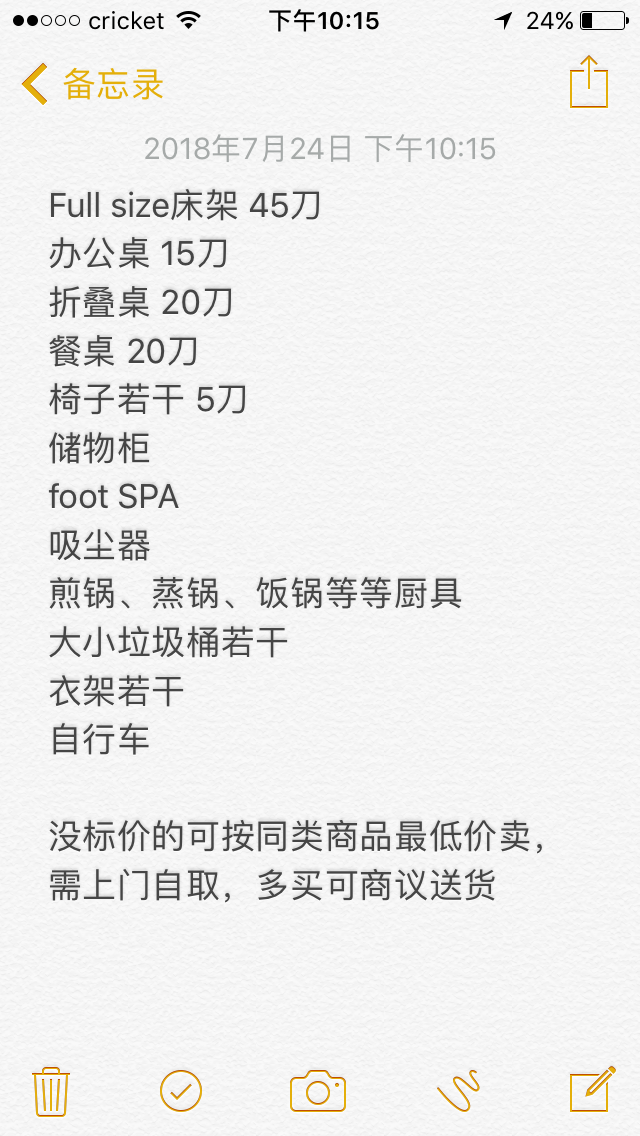 cricket 下午10:15 24%
备忘录
2018年7月24日 下午10:15
Full size床架 45刀
办公桌 15刀
折叠桌 20刀
餐桌 20刀
椅子若干 5刀
储物柜
foot SPA
吸尘器
煎锅、蒸锅、饭锅等等厨具
大小垃圾桶若干
衣架若干
自行车
没标价的可按同类商品最低价卖，
需上门自取，多买可商议送货